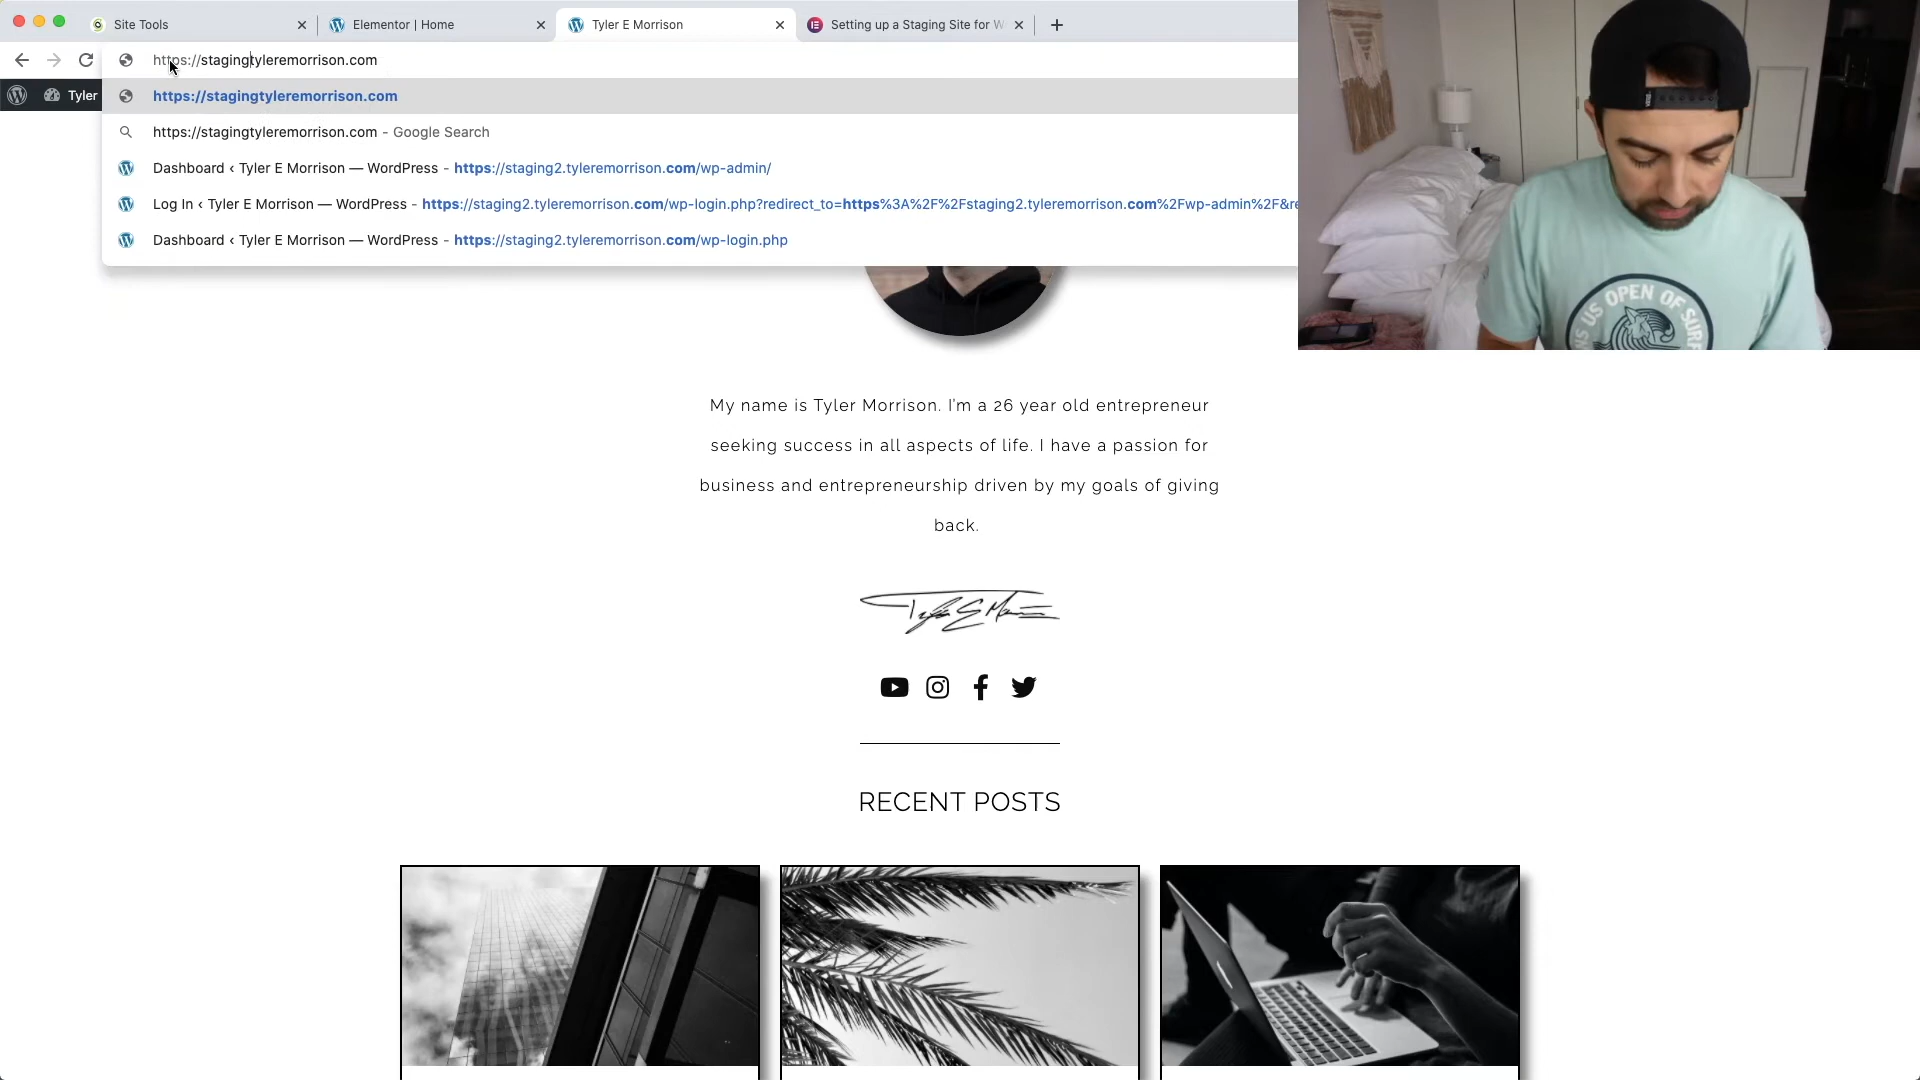 Site Tools
Elementor | Home
Tyler E Morrison
Setting up a Staging Site for W
https://stagingtyleremorrison.com
Tyler
https://stagingtyleremorrison.com
https://stagingtyleremorrison.com - Google Search
Dashboard ‹ Tyler E Morrison — WordPress - https://staging2.tyleremorrison.com/wp-admin/
Log In ‹ Tyler E Morrison — WordPress - https://staging2.tyleremorrison.com/wp-login.php?redirect_to=https%3A%2F%2Fstaging2.tyleremorrison.com%2Fwp-admin%2F&re
Dashboard ‹ Tyler E Morrison — WordPress - https://staging2.tyleremorrison.com/wp-login.php
US OPEN OF SURF
My name is Tyler Morrison. I'm a 26 year old entrepreneur
seeking success in all aspects of life. I have a passion for
business and entrepreneurship driven by my goals of giving
back.
RECENT POSTS